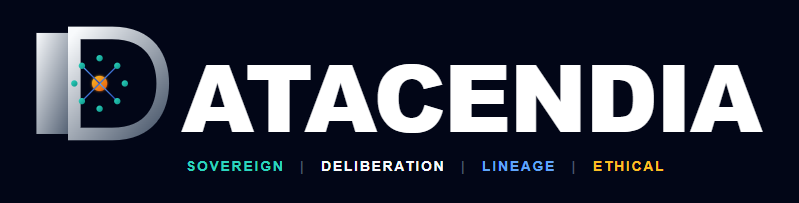 DATACENDIA
SOVEREIGN | DELIBERATION | LINEAGE | ETHICAL